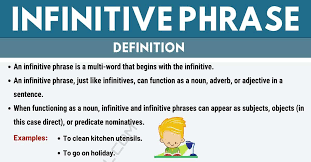 INFINITIVE PHRASE
DEFINITION
• An infinitive phrase is a multi-word that begins with the infinitive.
• An infinitive phrase, just like infinitives, can function as a noun, adverb, or adjective in a
sentence.
• When functioning as a noun, infinitive and infinitive phrases can appear as subjects, objects (in
this case direct), or predicate nominatives.
Examples: • To clean kitchen utensils.
• To go on holiday.